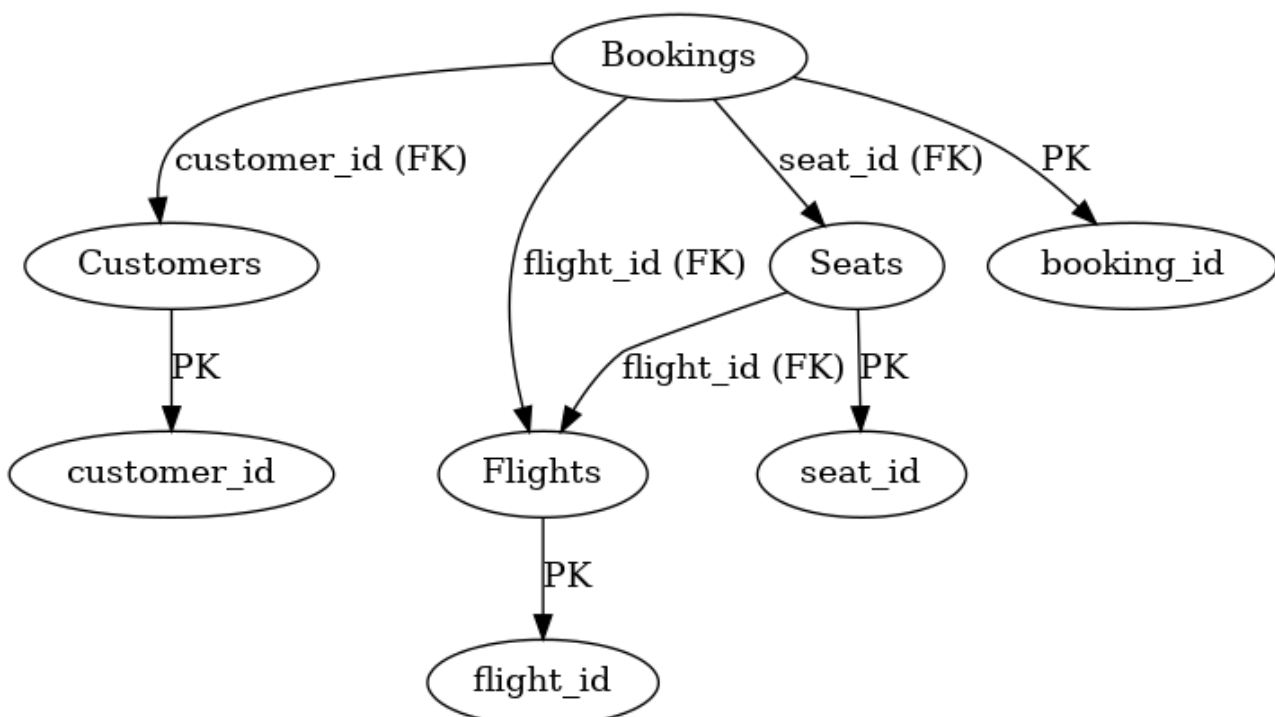 Bookings
customer_id (FK)
seat_id (FK)
PK
Customers
flight_id (FK)
Seats
booking_id
PK
flight_id (FK)
PK
customer_id
Flights
seat_id
PK
flight_id